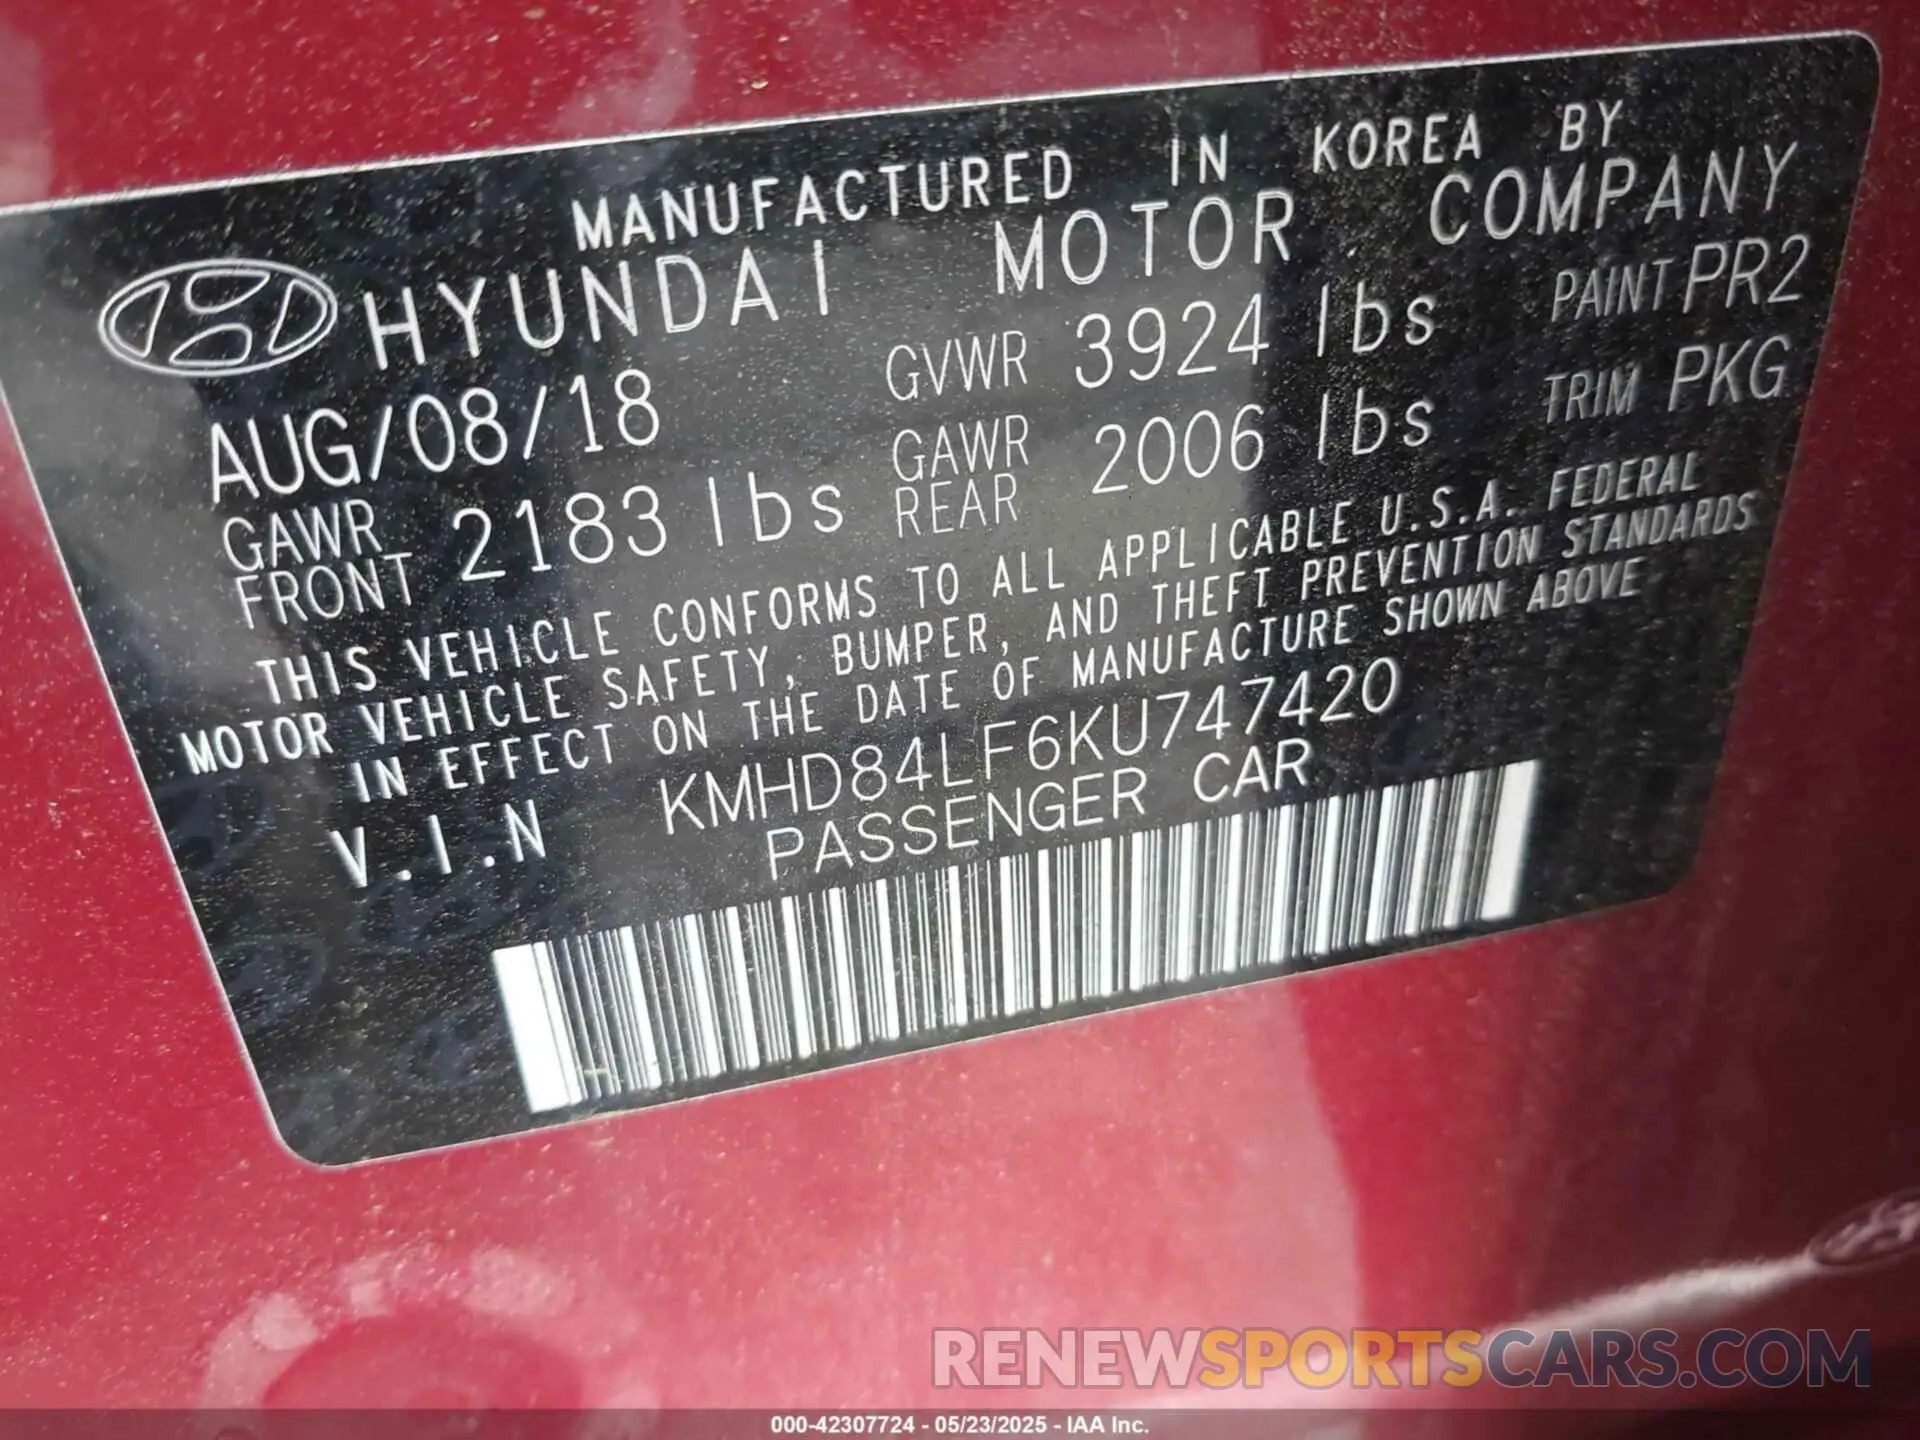 MANUFACTURED IN KOREA BY
HYUNDAI MOTOR COMPANY
AUG/08/18 GVWR 3924 lbs PAINT PR2
GAWR FRONT 2183 lbs GAWR REAR 2006 lbs TRIM PKG
THIS VEHICLE CONFORMS TO ALL APPLICABLE U.S.A. FEDERAL
MOTOR VEHICLE SAFETY, BUMPER, AND THEFT PREVENTION STANDARDS
IN EFFECT ON THE DATE OF MANUFACTURE SHOWN ABOVE
V.I.N KMHD84LF6KU747420
PASSENGER CAR
RENEWSPORTSCARS.COM
000-42307724 - 05/23/2025 - IAA Inc.